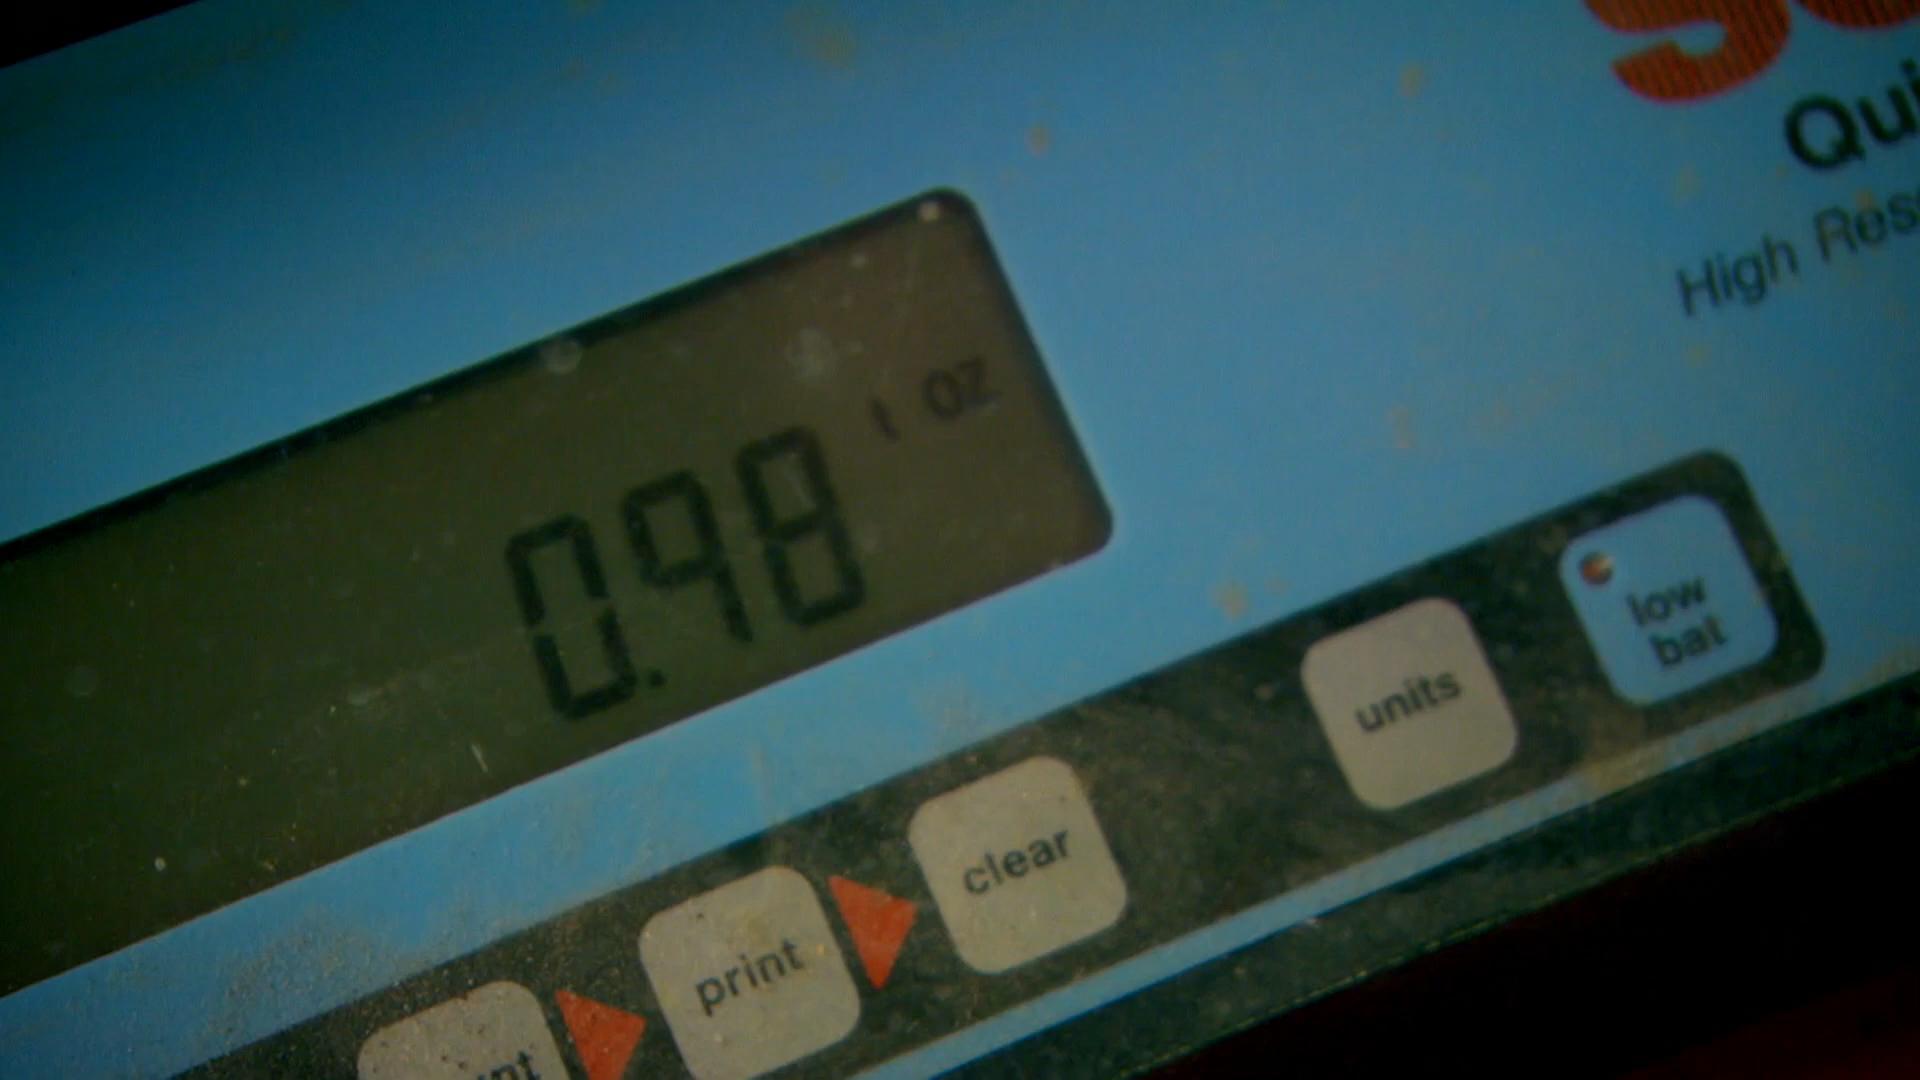 Qui
High Res
t oz
0.98
low
bat
units
clear
print